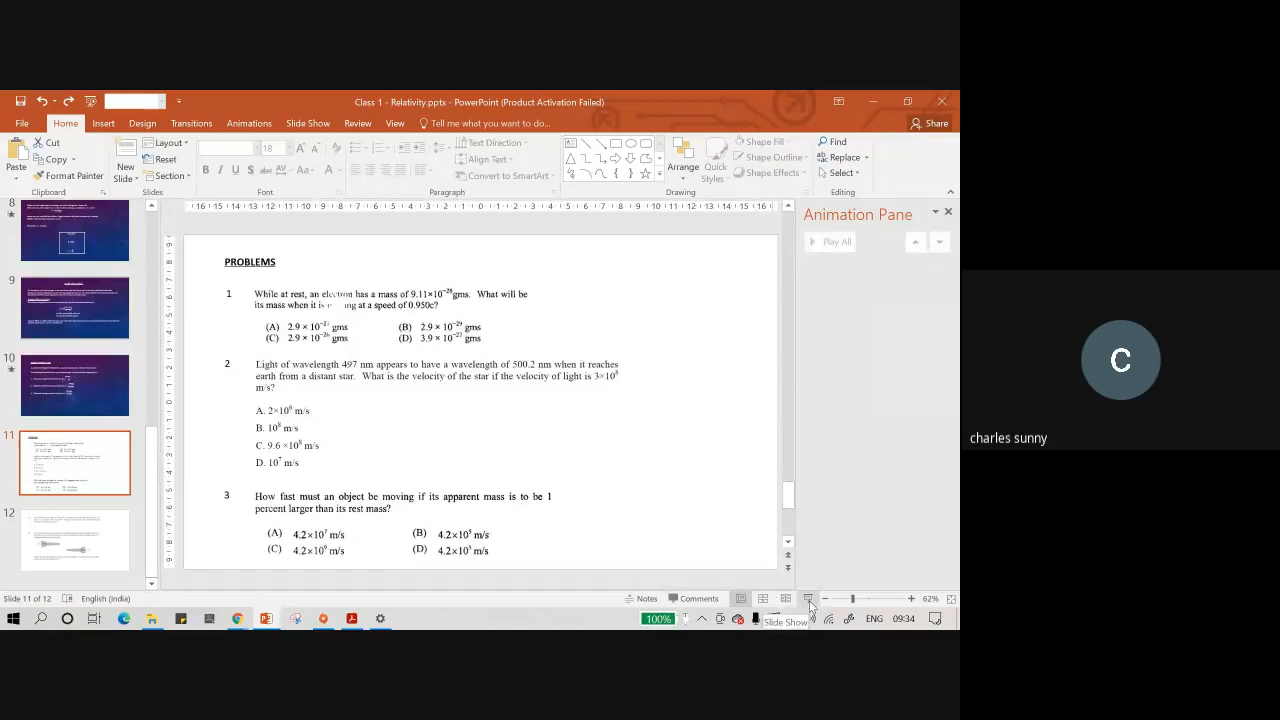 Class 1 - Relativity.pptx - PowerPoint (Product Activation Failed)
File Home Insert Design Transitions Animations Slide Show Review View Tell me what you want to do... Share
Paste
Cut
Copy
Format Painter
Clipboard
New Slide
Layout
Reset
Section
Slides
18
B I U S abc AV Aa A
Font
Text Direction
Align Text
Convert to SmartArt
Paragraph
Arrange
Quick Styles
Shape Fill
Shape Outline
Shape Effects
Drawing
Find
Replace
Select
Editing
8
9
10
11
12
Animation Pane
Play All
PROBLEMS
1 While at rest, an electron has a mass of 9.11×10⁻²⁸gms. What will be
its mass when it is at a speed of 0.950c?
(A) 2.9 × 10⁻²⁷ gms (B) 2.9 × 10⁻²⁹ gms
(C) 2.9 × 10⁻²⁶ gms (D) 3.9 × 10⁻²⁷ gms
2 Light of wavelength 497 nm appears to have a wavelength of 500.2 nm when it reaches
earth from a distant star. What is the velocity of the star if the velocity of light is 3×10⁸
m/s?
A. 2×10⁶ m/s
B. 10⁸ m/s
C. 9.6 ×10⁸ m/s
D. 10⁷ m/s
3 How fast must an object be moving if its apparent mass is to be 1
percent larger than its rest mass?
(A) 4.2×10⁷ m/s (B) m/s
(C) m/s (D) m/s
Slide 11 of 12 English (India) Notes Comments 62%
100% Slide Show ENG 09:34
C
charles sunny